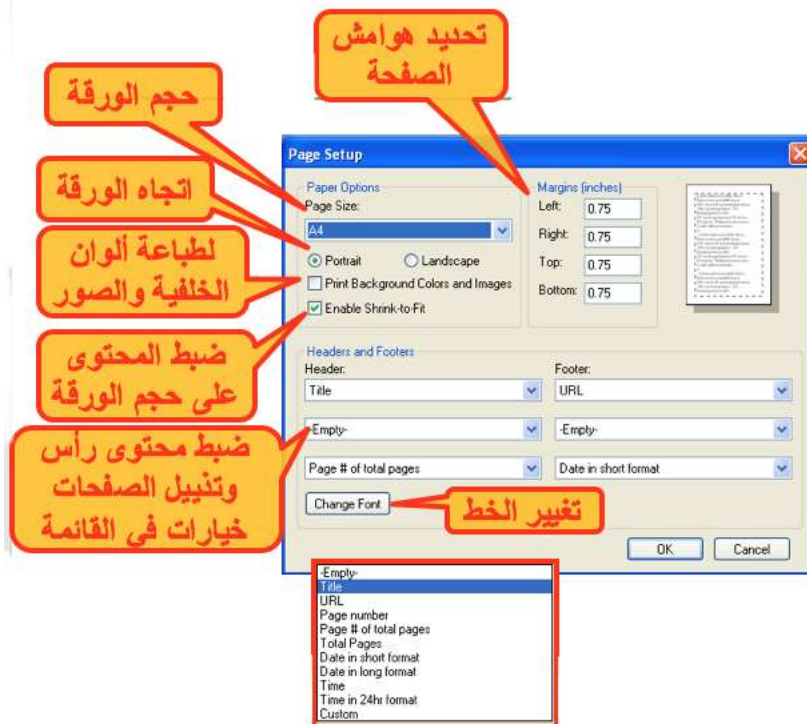 تحديد هوامش
الصفحة
حجم الورقة
اتجاه الورقة
لطباعة ألوان
الخلفية والصور
ضبط المحتوى
على حجم الورقة
ضبط محتوى رأس
وتذييل الصفحات
خيارات في القائمة
تغيير الخط
Page Setup
Paper Options
Page Size:
A4
Portrait Landscape
Print Background Colors and Images
Enable Shrink-to-Fit
Margins (inches)
Left: 0.75
Right: 0.75
Top: 0.75
Bottom: 0.75
Headers and Footers
Header: Footer:
Title URL
-Empty- -Empty-
Page # of total pages Date in short format
Change Font
OK Cancel
-Empty-
Title
URL
Page number
Page # of total pages
Total Pages
Date in short format
Date in long format
Time
Time in 24hr format
Custom